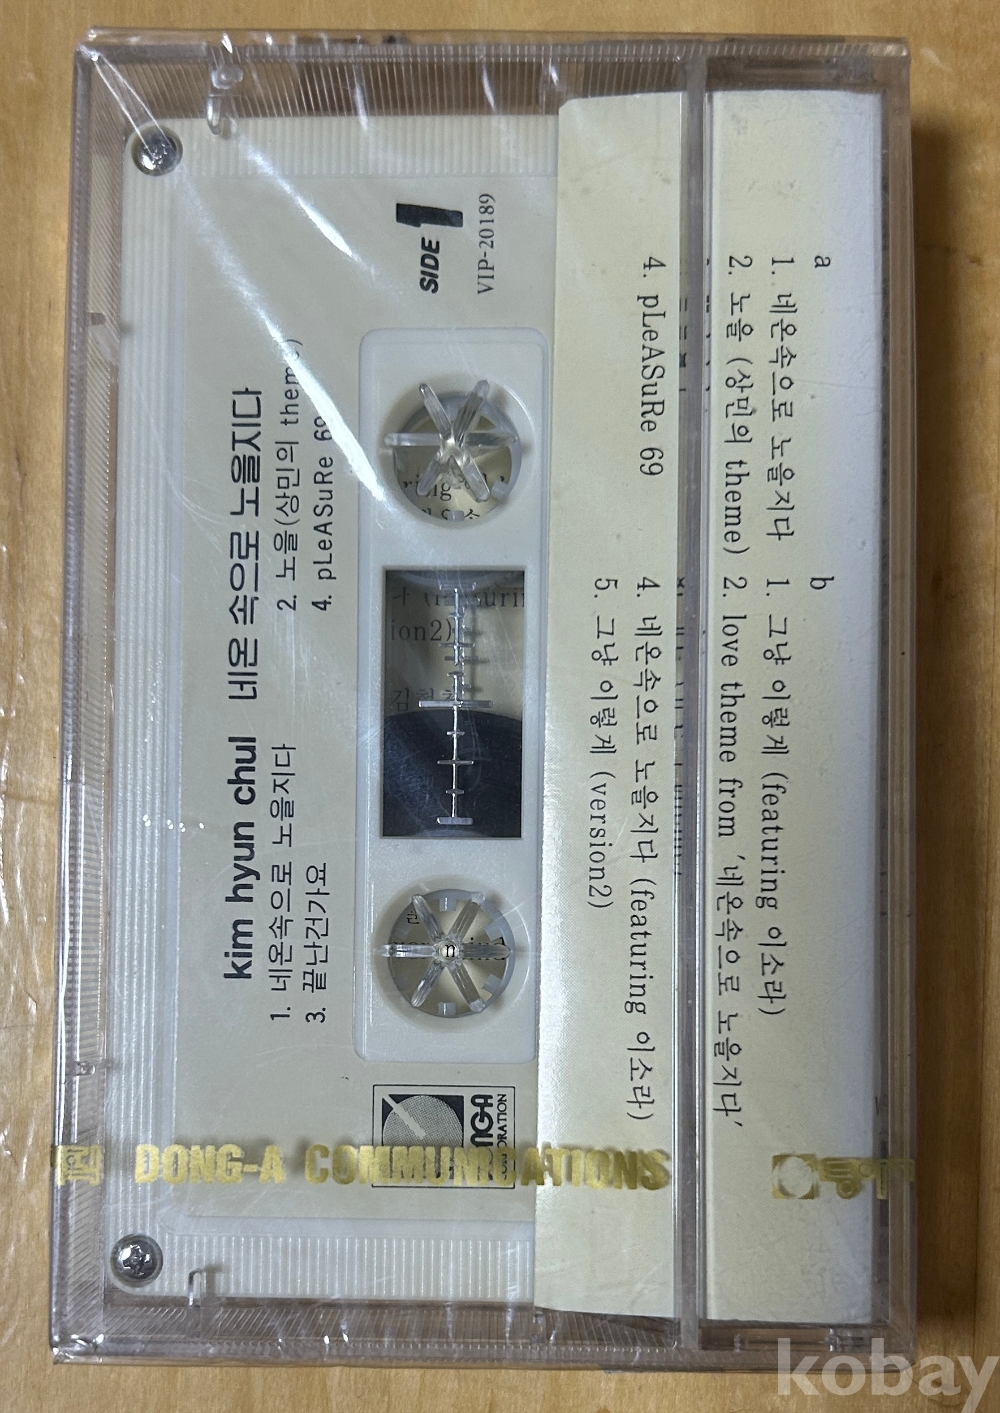 a
1. 네온속으로 노을지다
2. 노을 (상민의 theme)
4. pLeASuRe 69
b
1. 그냥 이렇게 (featuring 이소라)
2. love theme from '네온속으로 노을지다'
4. 네온속으로 노을지다 (featuring 이소라)
5. 그냥 이렇게 (version2)
kim hyun chul 네온 속으로 노을지다
1. 네온속으로 노을지다 2. 노을(상민의 theme)
3. 끝난건가요 4. pLeASuRe 69
SIDE 1
VIP-20189
ion2)
DONG-A COMMUNICATIONS
동아
kobay